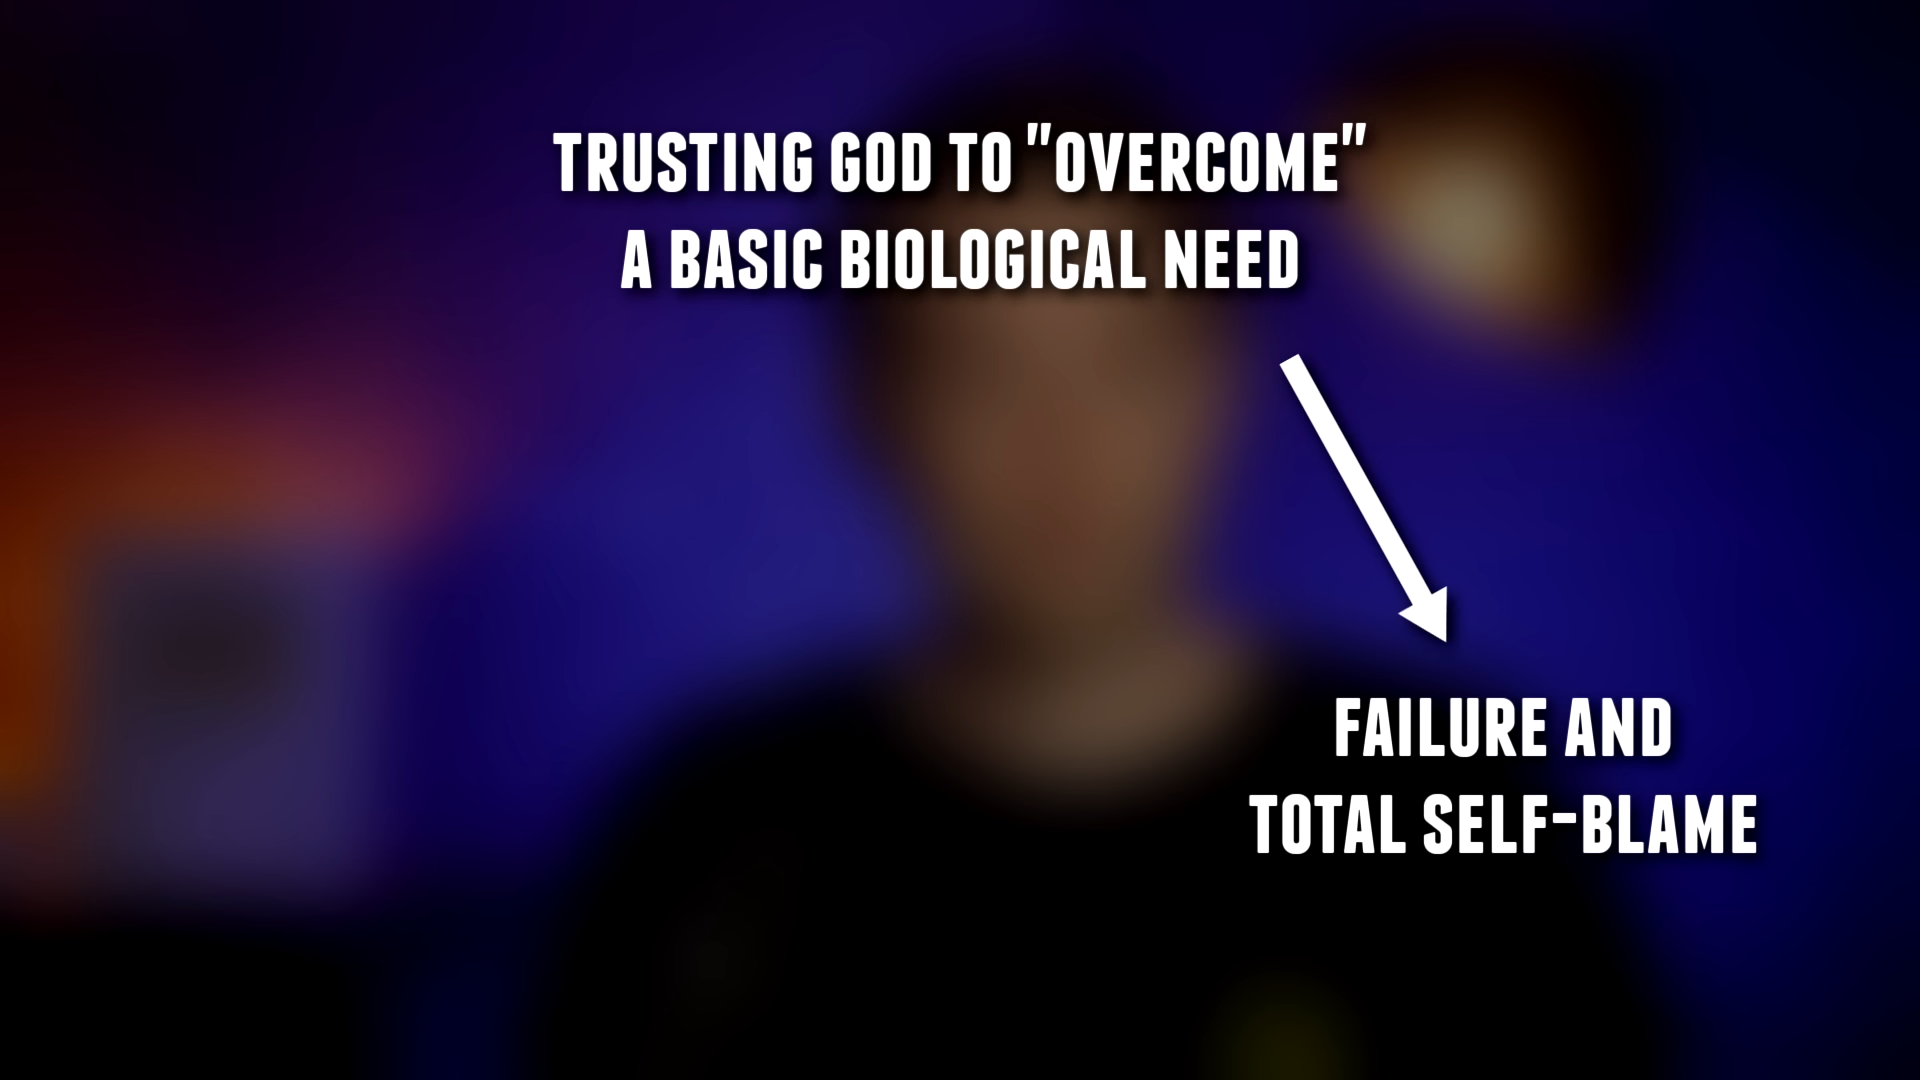 TRUSTING GOD TO "OVERCOME"
A BASIC BIOLOGICAL NEED
FAILURE AND
TOTAL SELF-BLAME